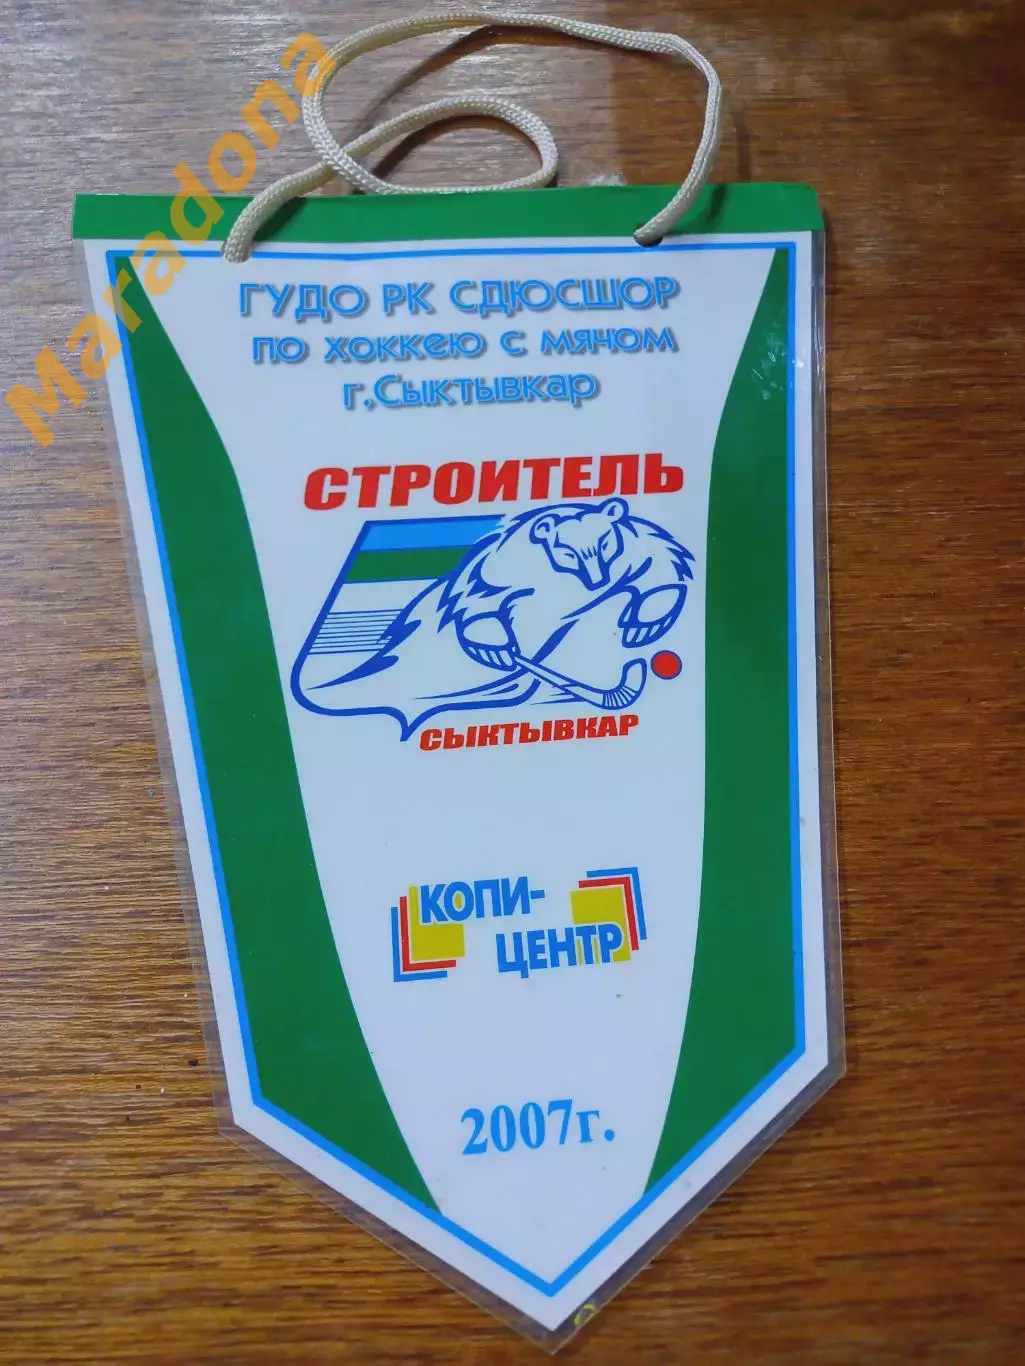 Maradona
ГУДО РК СДЮСШОР
ПО ХОККЕЮ С МЯЧОМ
г.Сыктывкар
СТРОИТЕЛЬ
СЫКТЫВКАР
КОПИ-
ЦЕНТР
2007г.